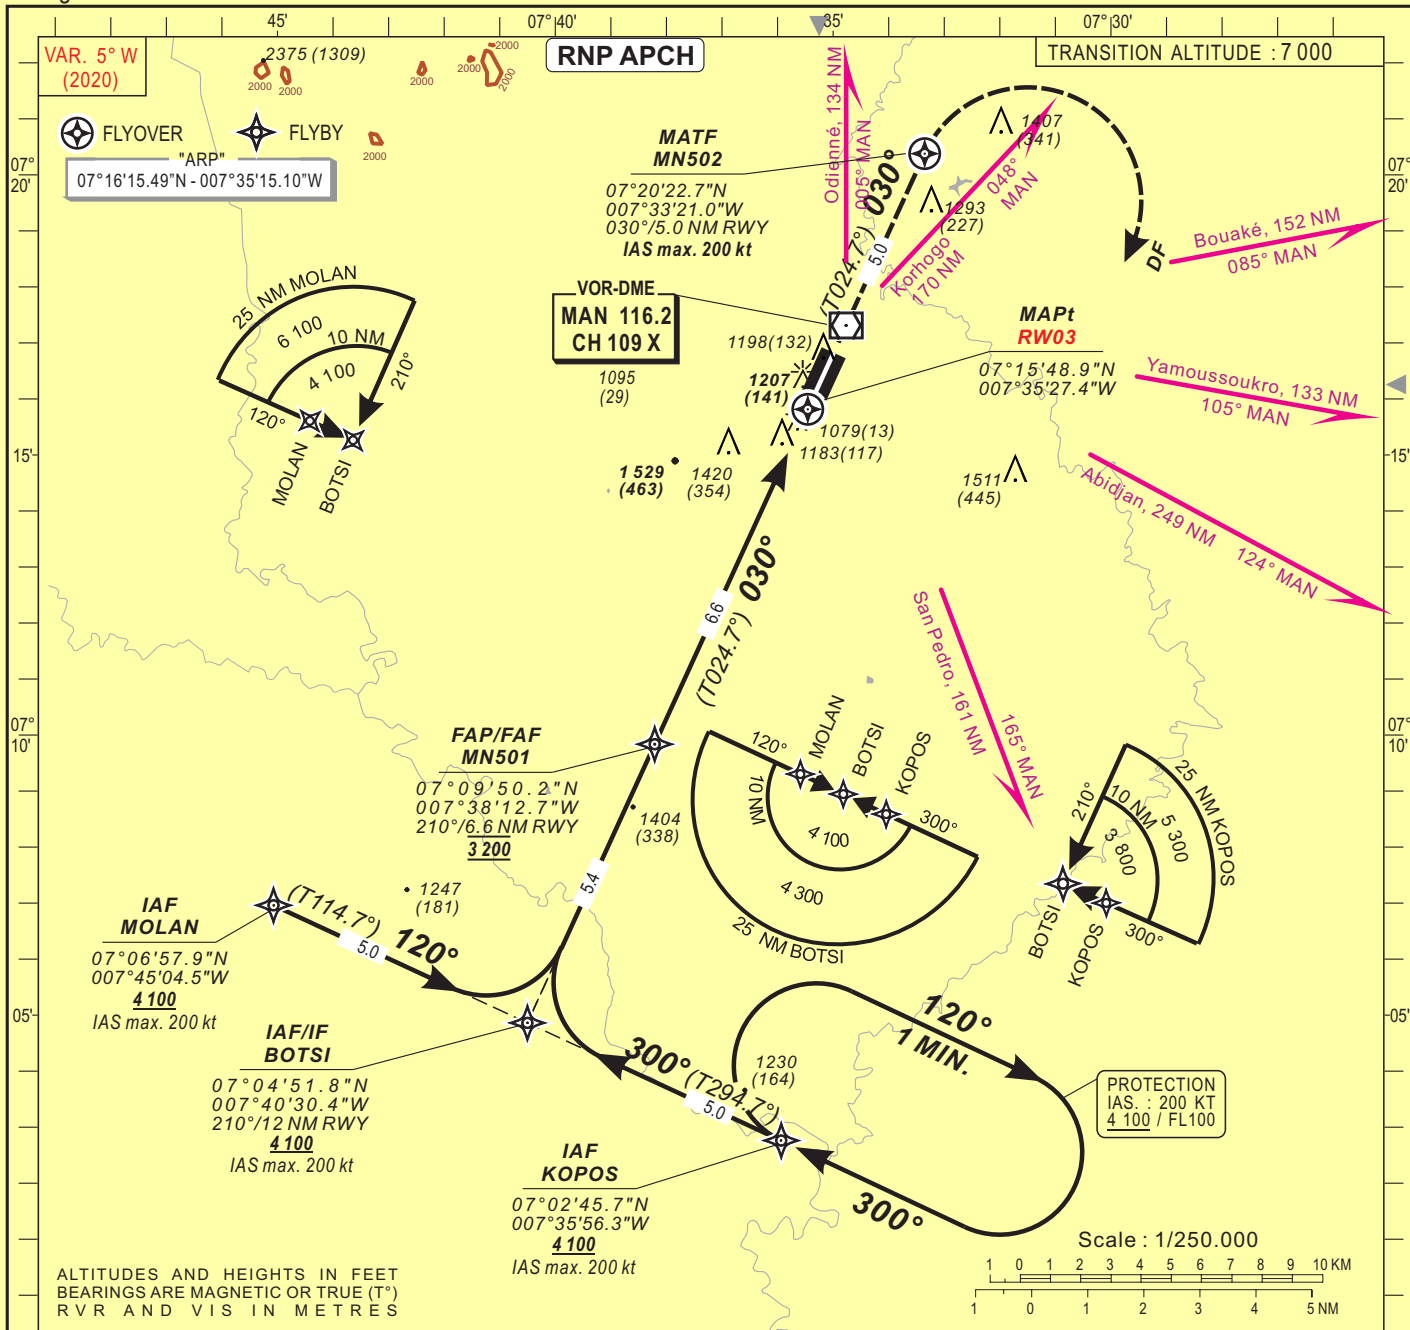 45'
07°40'
35'
07°30'
VAR. 5° W
(2020)
2375 (1309)
2000
2000
2000
2000
2000
2000
2000
RNP APCH
TRANSITION ALTITUDE : 7 000
FLYOVER
FLYBY
"ARP"
07°16'15.49"N - 007°35'15.10"W
07°
20'
07°
20'
MATF
MN502
07°20'22.7"N
007°33'21.0"W
030°/5.0 NM RWY
IAS max. 200 kt
Odienné, 134 NM
005° MAN
030°
(T024.7°)
5.0
1407
(341)
048°
MAN
1293
(227)
Korhogo
170 NM
DF
Bouaké, 152 NM
085° MAN
25 NM MOLAN
6 100
10 NM
4 100
210°
120°
MOLAN
BOTSI
VOR-DME
MAN 116.2
CH 109 X
1198(132)
1207
(141)
1095
(29)
MAPt
RW03
07°15'48.9"N
007°35'27.4"W
Yamoussoukro, 133 NM
105° MAN
1079(13)
1183(117)
15'
15'
1 529
(463)
1420
(354)
1511
(445)
Abidjan, 249 NM
124° MAN
030°
(T024.7°)
6.6
San Pedro, 161 NM
165° MAN
07°
10'
07°
10'
FAP/FAF
MN501
07°09'50.2"N
007°38'12.7"W
210°/6.6 NM RWY
3 200
1404
(338)
120°
MOLAN
BOTSI
KOPOS
10 NM
300°
4 100
4 300
25 NM BOTSI
210°
10 NM
25 NM KOPOS
5 300
3 800
BOTSI
KOPOS
300°
5.4
1247
(181)
IAF
MOLAN
07°06'57.9"N
007°45'04.5"W
4 100
IAS max. 200 kt
(T114.7°)
5.0
120°
05'
05'
IAF/IF
BOTSI
07°04'51.8"N
007°40'30.4"W
210°/12 NM RWY
4 100
IAS max. 200 kt
300°
(T294.7°)
5.0
1230
(164)
120°
1 MIN.
PROTECTION
IAS. : 200 KT
4 100 / FL100
IAF
KOPOS
07°02'45.7"N
007°35'56.3"W
4 100
IAS max. 200 kt
300°
Scale : 1/250.000
1 0 1 2 3 4 5 6 7 8 9 10 KM
1 0 1 2 3 4 5 NM
ALTITUDES AND HEIGHTS IN FEET
BEARINGS ARE MAGNETIC OR TRUE (T°)
RVR AND VIS IN METRES